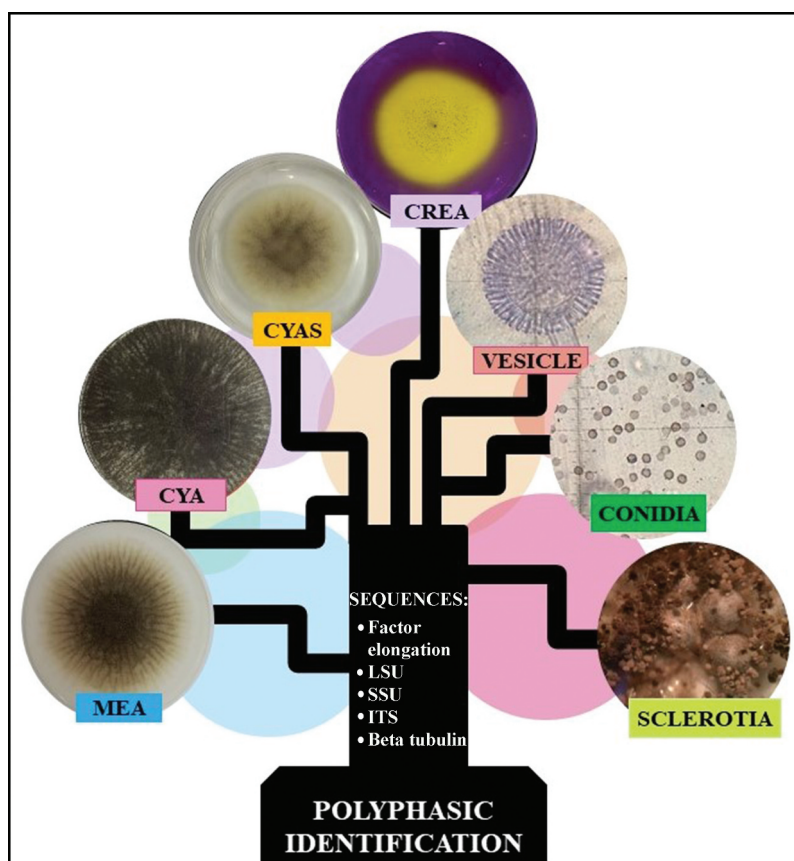 CREA
CYAS
VESICLE
CYA
CONIDIA
MEA
SCLEROTIA
SEQUENCES:
• Factor
elongation
• LSU
• SSU
• ITS
• Beta tubulin
POLYPHASIC
IDENTIFICATION